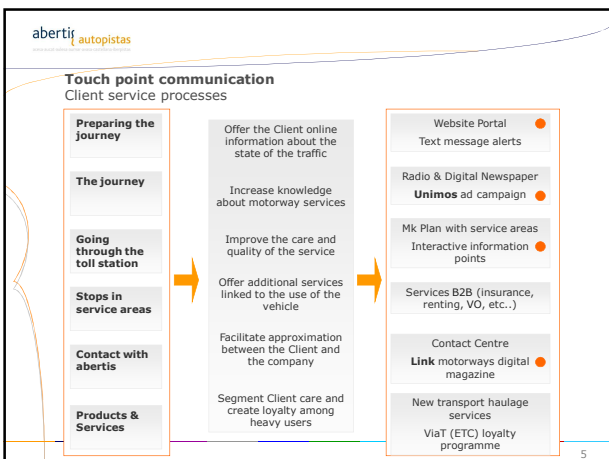 abertis autopistas
Touch point communication
Client service processes
Preparing the
journey
The journey
Going
through the
toll station
Stops in
service areas
Contact with
abertis
Products &
Services
Offer the Client online
information about the
state of the traffic
Increase knowledge
about motorway services
Improve the care and
quality of the service
Offer additional services
linked to the use of the
vehicle
Facilitate approximation
between the Client and
the company
Segment Client care and
create loyalty among
heavy users
Website Portal
Text message alerts
Radio & Digital Newspaper
Unimos ad campaign
Mk Plan with service areas
Interactive information
points
Services B2B (insurance,
renting, VO, etc..)
Contact Centre
Link motorways digital
magazine
New transport haulage
services
ViaT (ETC) loyalty
programme
5